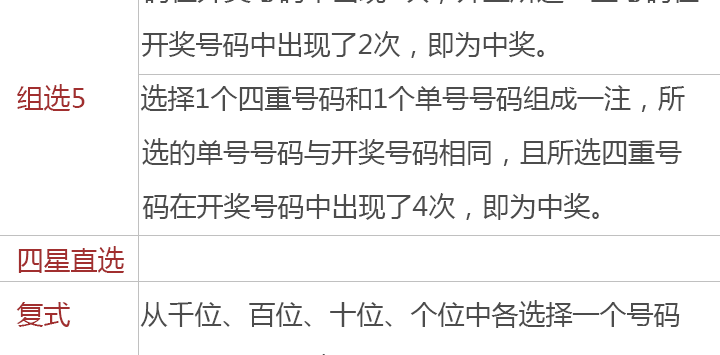 开奖号码中出现了2次，即为中奖。
组选5
选择1个四重号码和1个单号号码组成一注，所
选的单号号码与开奖号码相同，且所选四重号
码在开奖号码中出现了4次，即为中奖。
四星直选
复式
从千位、百位、十位、个位中各选择一个号码